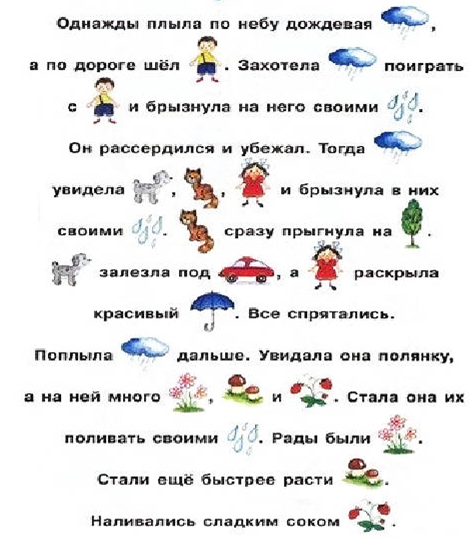 Однажды плыла по небу дождевая ,
а по дороге шёл . Захотела поиграть
с и брызнула на него своими .
Он рассердился и убежал. Тогда
увидела , , и брызнула в них
своими . сразу прыгнула на .
залезла под , а раскрыла
красивый . Все спрятались.
Поплыла дальше. Увидала она полянку,
а на ней много , и . Стала она их
поливать своими . Рады были .
Стали ещё быстрее расти .
Наливались сладким соком .